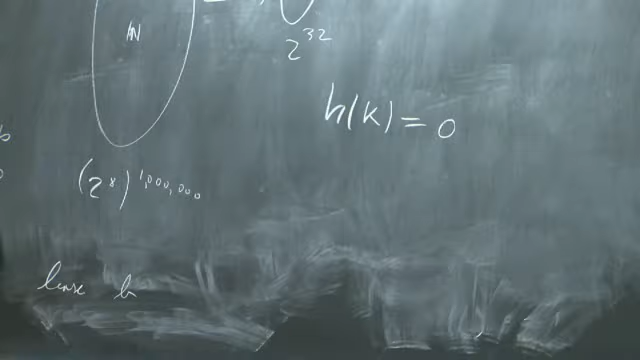 IN
2^32
h(k) = 0
(2^8)^1,000,000